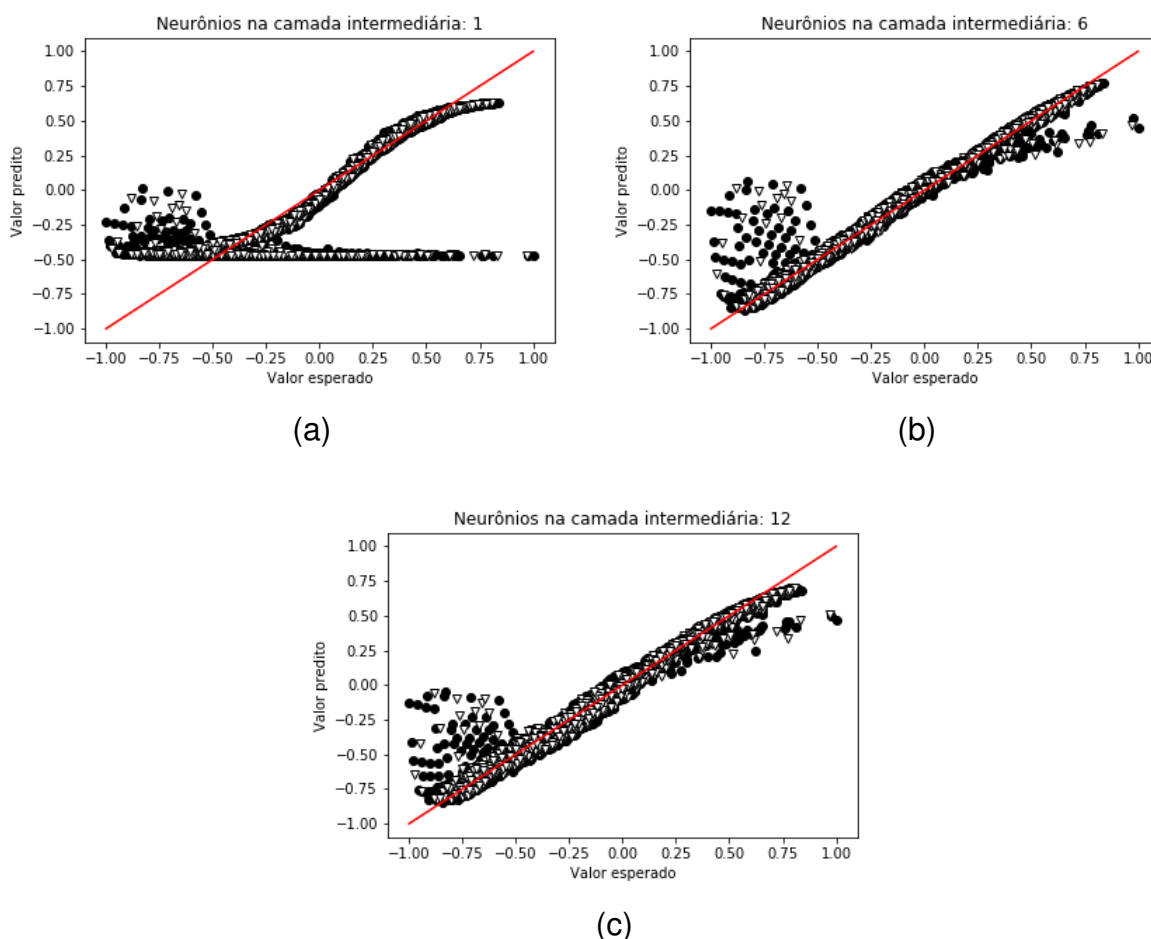 Neurônios na camada intermediária: 1
1.00
0.75
0.50
0.25
0.00
−0.25
−0.50
−0.75
−1.00
Valor predito
−1.00 −0.75 −0.50 −0.25 0.00 0.25 0.50 0.75 1.00
Valor esperado
(a)
Neurônios na camada intermediária: 6
1.00
0.75
0.50
0.25
0.00
−0.25
−0.50
−0.75
−1.00
Valor predito
−1.00 −0.75 −0.50 −0.25 0.00 0.25 0.50 0.75 1.00
Valor esperado
(b)
Neurônios na camada intermediária: 12
1.00
0.75
0.50
0.25
0.00
−0.25
−0.50
−0.75
−1.00
Valor predito
−1.00 −0.75 −0.50 −0.25 0.00 0.25 0.50 0.75 1.00
Valor esperado
(c)